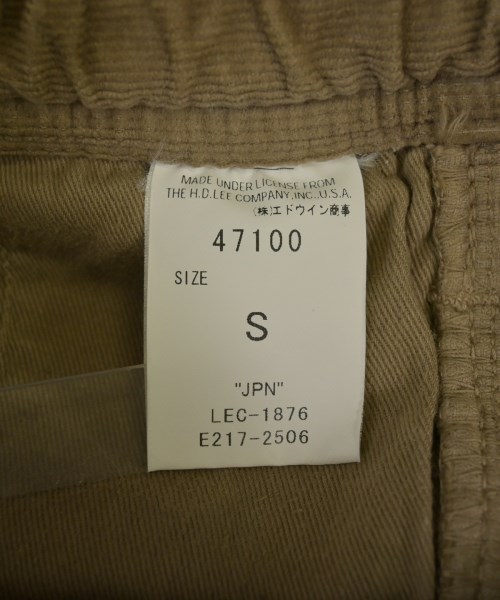 MADE UNDER LICENSE FROM
THE H.D.LEE COMPANY,INC.,U.S.A.
(株)エドウイン商事
47100
SIZE
S
"JPN"
LEC-1876
E217-2506